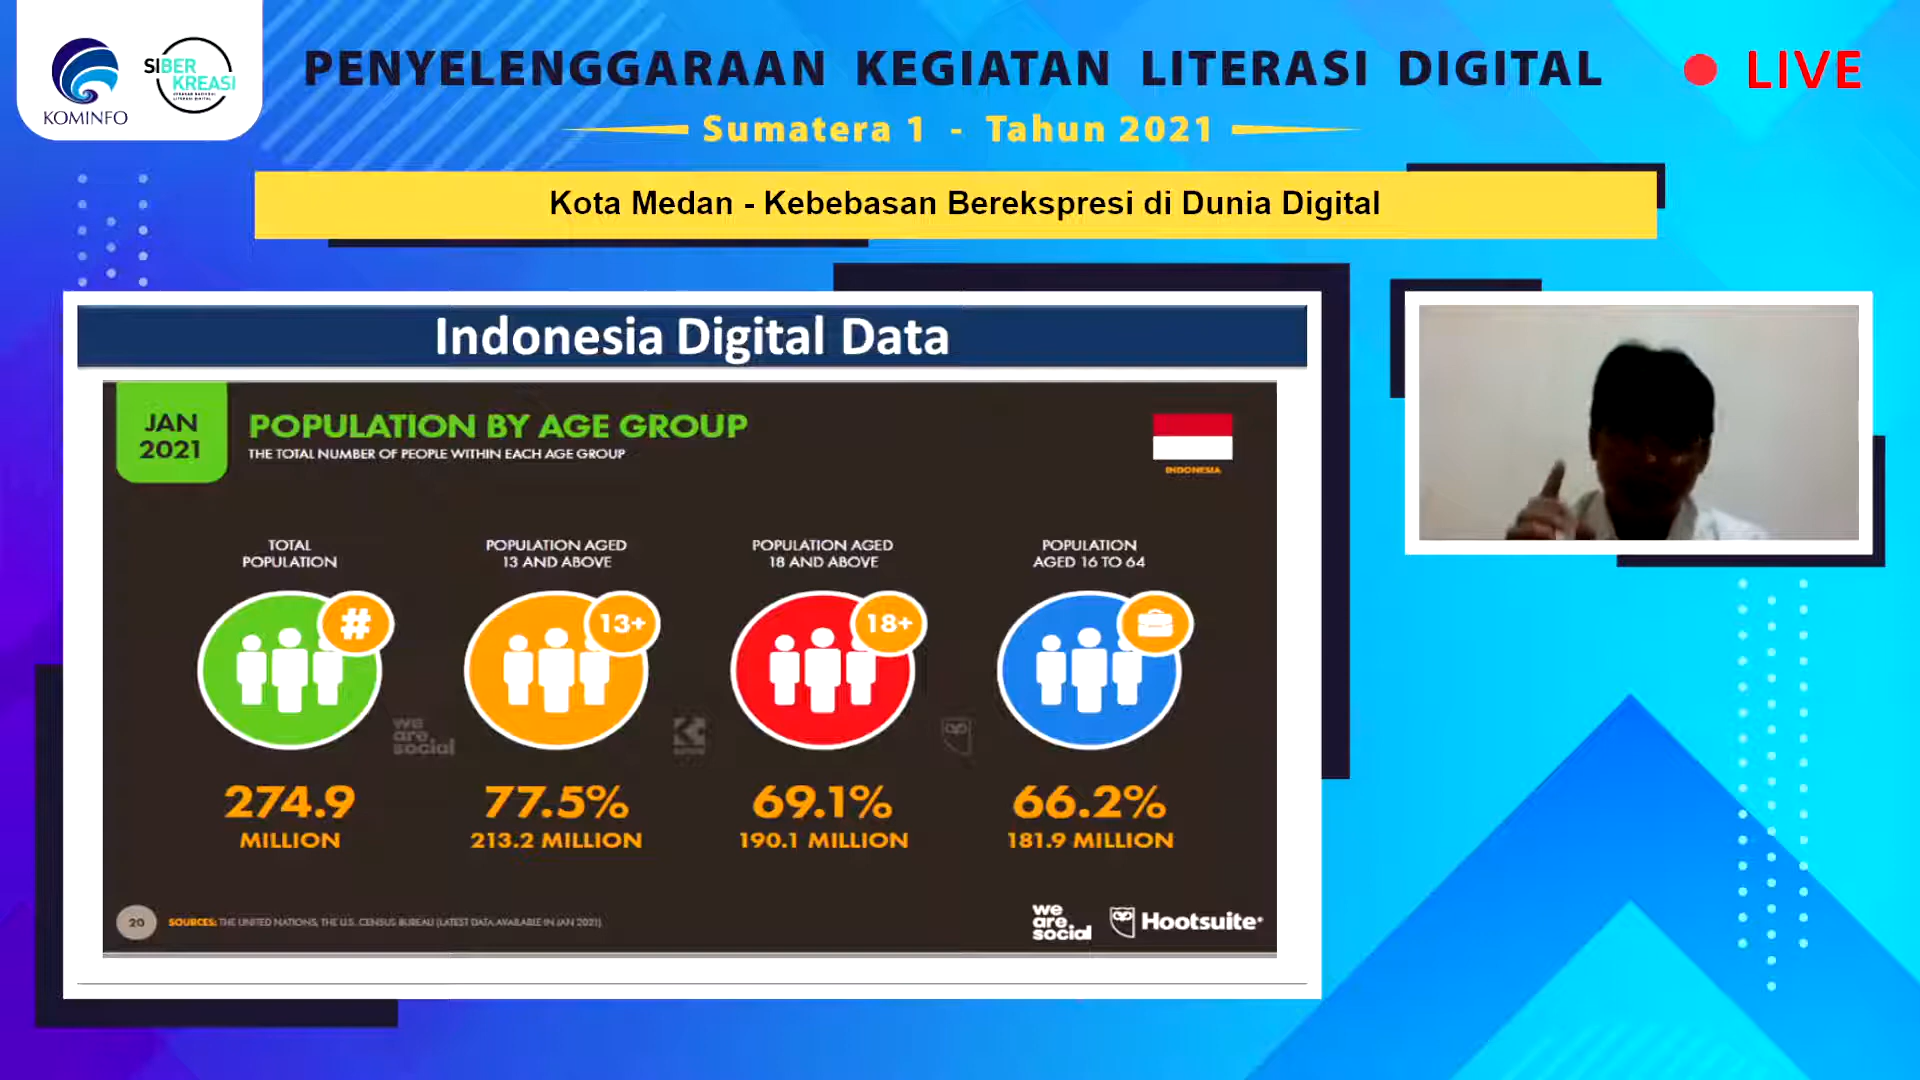 KOMINFO
SIBER
KREASI
PENYELENGGARAAN KEGIATAN LITERASI DIGITAL
LIVE
Sumatera 1 - Tahun 2021
Kota Medan - Kebebasan Berekspresi di Dunia Digital
Indonesia Digital Data
JAN
2021
POPULATION BY AGE GROUP
THE TOTAL NUMBER OF PEOPLE WITHIN EACH AGE GROUP
INDONESIA
TOTAL
POPULATION
#
274.9
MILLION
POPULATION AGED
13 AND ABOVE
13+
77.5%
213.2 MILLION
POPULATION AGED
18 AND ABOVE
18+
69.1%
190.1 MILLION
POPULATION
AGED 16 TO 64
66.2%
181.9 MILLION
we
are
social
20
SOURCES: THE UNITED NATIONS; THE U.S. CENSUS BUREAU (LATEST DATA AVAILABLE IN JAN 2021)
we
are
social
Hootsuite